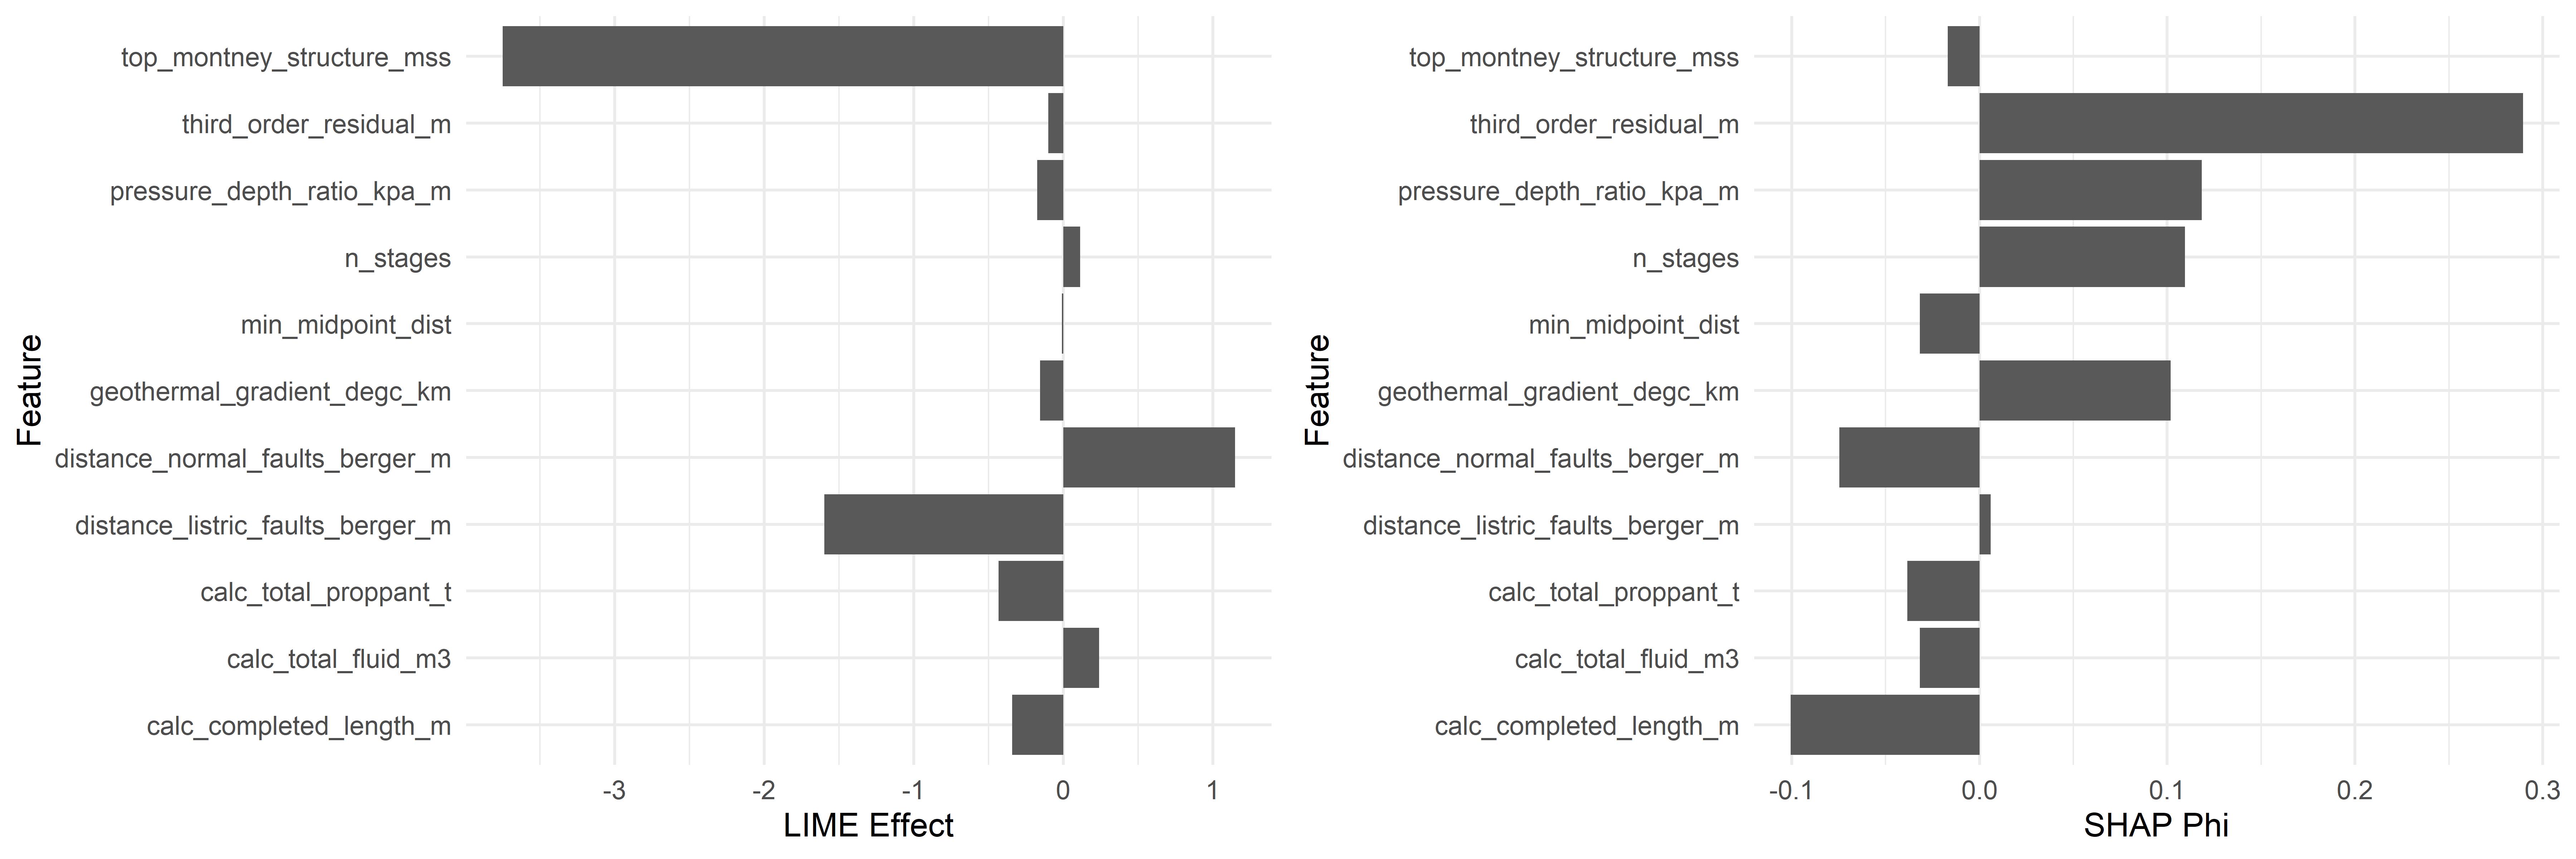 Feature
top_montney_structure_mss
third_order_residual_m
pressure_depth_ratio_kpa_m
n_stages
min_midpoint_dist
geothermal_gradient_degc_km
distance_normal_faults_berger_m
distance_listric_faults_berger_m
calc_total_proppant_t
calc_total_fluid_m3
calc_completed_length_m
-3 -2 -1 0 1
LIME Effect
Feature
top_montney_structure_mss
third_order_residual_m
pressure_depth_ratio_kpa_m
n_stages
min_midpoint_dist
geothermal_gradient_degc_km
distance_normal_faults_berger_m
distance_listric_faults_berger_m
calc_total_proppant_t
calc_total_fluid_m3
calc_completed_length_m
-0.1 0.0 0.1 0.2 0.3
SHAP Phi